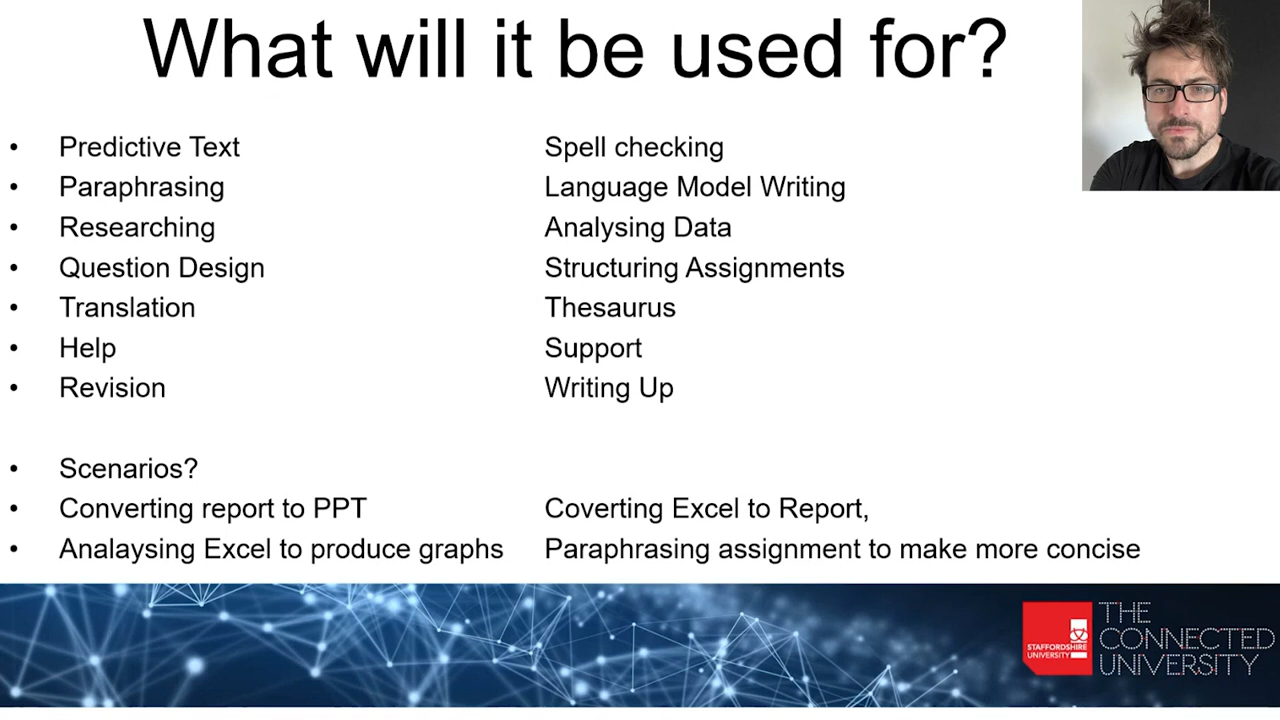 What will it be used for?
• Predictive Text Spell checking
• Paraphrasing Language Model Writing
• Researching Analysing Data
• Question Design Structuring Assignments
• Translation Thesaurus
• Help Support
• Revision Writing Up
• Scenarios?
• Converting report to PPT Coverting Excel to Report,
• Analaysing Excel to produce graphs Paraphrasing assignment to make more concise
STAFFORDSHIRE
UNIVERSITY
THE
CONNECTED
UNIVERSITY